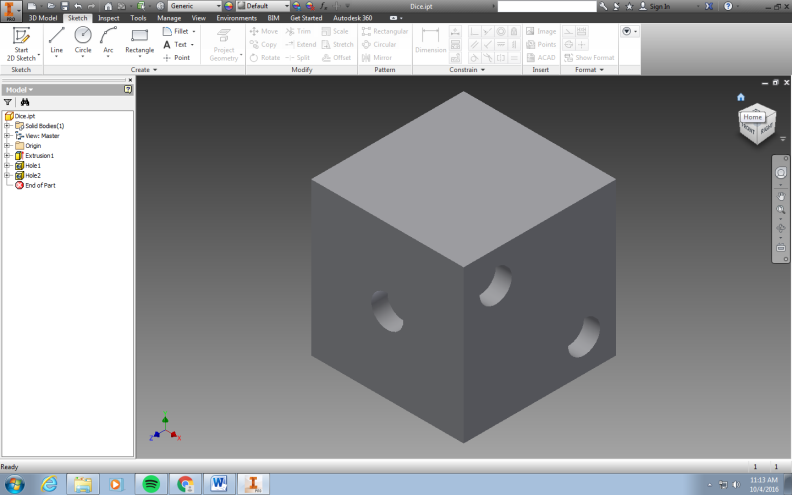 Generic
Default
Dice.ipt
Sign In
PRO
3D Model Sketch Inspect Tools Manage View Environments BIM Get Started Autodesk 360
Start
2D Sketch
Line
Circle
Arc
Rectangle
Fillet
Text
Point
Project
Geometry
Move Trim Scale
Copy Extend Stretch
Rotate Split Offset
Rectangular
Circular
Mirror
Dimension
Image
Points
ACAD
Show Format
Sketch Create Modify Pattern Constrain Insert Format
Model
Dice.ipt
Solid Bodies(1)
View: Master
Origin
Extrusion1
Hole1
Hole2
End of Part
Home
FRONT RIGHT
Z X
Ready
1 1
W
I
PRO
11:13 AM
10/4/2016